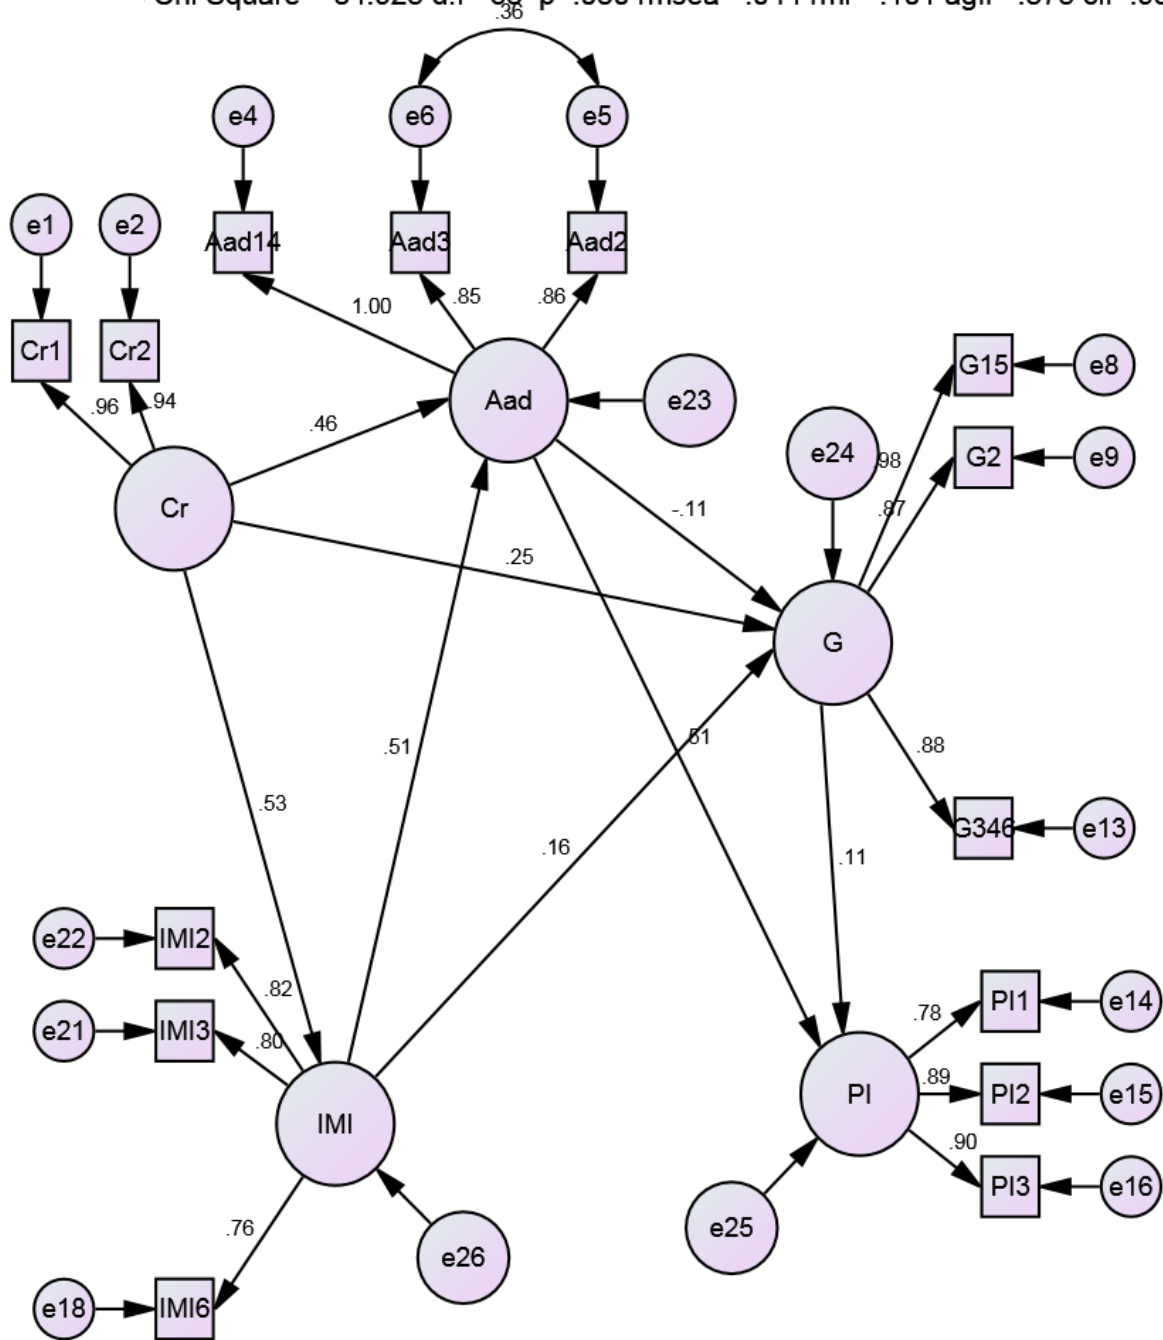 .36
e4 e6 e5
e1 e2
Aad14 Aad3 Aad2
1.00 .85 .86
Cr1 Cr2
G15 e8
.96 .94
Aad e23
.46
e24 .98 G2 e9
Cr
-.11 .87
.25
G
.51 .61 .88
.53
G346 e13
.16 .11
e22 IMI2
.82
PI1 e14
.78
e21 IMI3
.80
.89
PI PI2 e15
IMI
.90
PI3 e16
.76 e25
e26
e18 IMI6